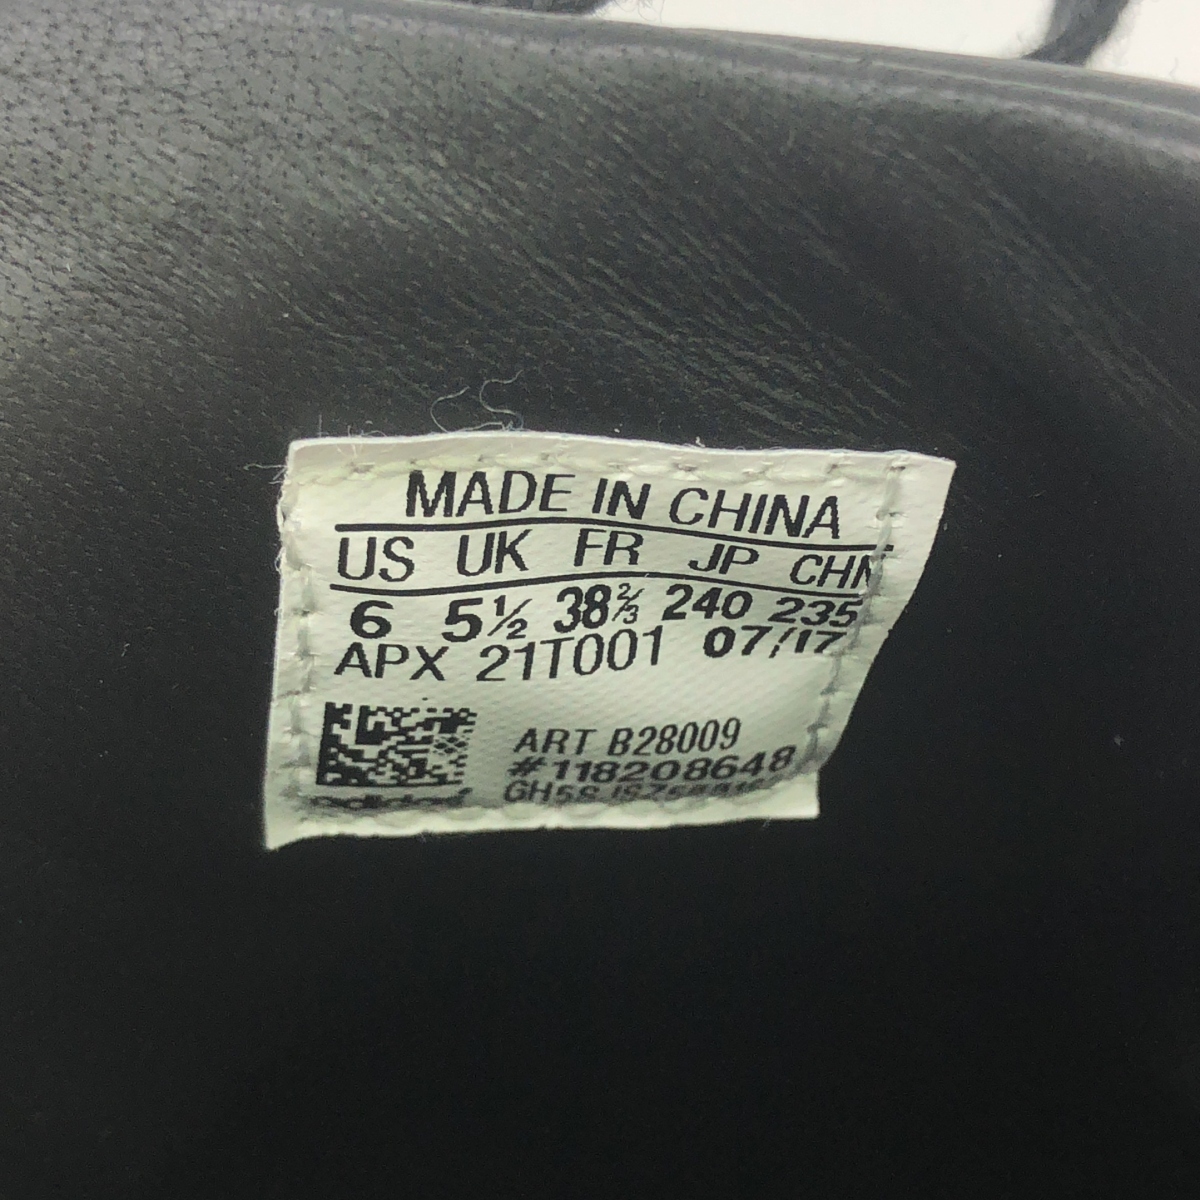 MADE IN CHINA
US UK FR JP CHN
6 5½ 38⅔ 240 235
APX 21T001 07/17
ART B28009
#118208648
adidas